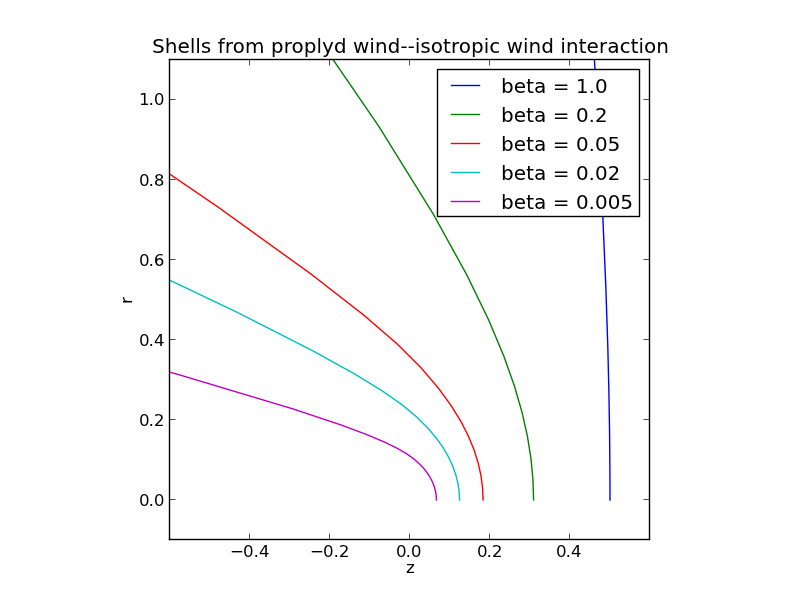 Shells from proplyd wind--isotropic wind interaction
beta = 1.0
beta = 0.2
beta = 0.05
beta = 0.02
beta = 0.005
1.0
0.8
0.6
0.4
0.2
0.0
r
−0.4
−0.2
0.0
0.2
0.4
z